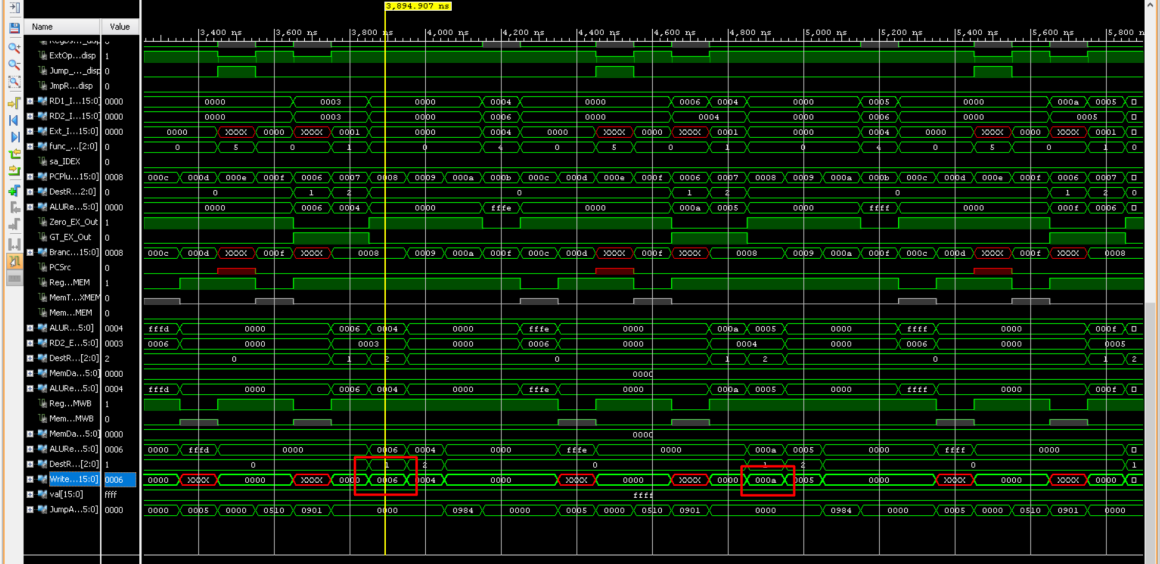 3,894.907 ns
Name Value
3,400 ns 3,600 ns 3,800 ns 4,000 ns 4,200 ns 4,400 ns 4,600 ns 4,800 ns 5,000 ns 5,200 ns 5,400 ns 5,600 ns 5,800 n
ExtOp...disp 1
Jump_..._disp 0
JmpR...disp 0
RD1_I...15:0] 0000 0000 0003 0000 0004 0000 0006 0004 0000 0005 0000 000a 0005
RD2_I...15:0] 0000 0000 0003 0000 0006 0000 0004 0000 0006 0000 0005
Ext_I...15:0] 0000 0000 XXXX 0000 XXXX 0001 0000 0004 0000 XXXX 0000 XXXX 0001 0000 0004 0000 XXXX 0000 XXXX 0001
func_...[2:0] 0 0 5 0 1 0 4 0 5 0 1 0 4 0 5 0 1 0
sa_IDEX 0
PCPlu...15:0] 0008 000c 000d 000e 000f 0006 0007 0008 0009 000a 000b 000c 000d 000e 000f 0006 0007 0008 0009 000a 000b 000c 000d 000e 000f 0006 0007
DestR...2:0] 0 0 1 2 0 1 2 0 1 2 0
ALURe...5:0] 0000 0000 0006 0004 0000 fffe 0000 000a 0005 0000 ffff 0000 000f 0006
Zero_EX_Out 1
GT_EX_Out 0
Branc...15:0] 0008 000c 000d XXXX 000f XXXX 0008 0009 000a 000f 000c 000d XXXX 000f XXXX 0008 0009 000a 000f 000c 000d XXXX 000f XXXX 0008
PCSrc 0
Reg...MEM 1
MemT...XMEM 0
Mem...MEM 0
ALUR...5:0] 0004 fffd 0000 0006 0004 0000 fffe 0000 000a 0005 0000 ffff 0000 000f
RD2_E...5:0] 0003 0006 0000 0003 0000 0006 0000 0004 0000 0006 0000 0005
DestR...[2:0] 2 0 1 2 0 1 2 0 1 2
MemDa...5:0] 0000 0000
ALURe...5:0] 0004 fffd 0000 0006 0004 0000 fffe 0000 000a 0005 0000 ffff 0000 000f
Reg...MWB 1
Mem...MWB 0
MemDa...5:0] 0000 0000
ALURe...5:0] 0006 0000 fffd 0000 0006 0004 0000 fffe 0000 000a 0005 0000 ffff 0000
DestR...[2:0] 1 0 1 2 0 1 2 0 1
Write...15:0] 0006 0000 XXXX 0000 XXXX 0000 0006 0004 0000 XXXX 0000 XXXX 0000 000a 0005 0000 XXXX 0000 XXXX 0000
val[15:0] ffff ffff
JumpA...5:0] 0000 0000 0005 0000 0510 0901 0000 0984 0000 0005 0000 0510 0901 0000 0984 0000 0005 0000 0510 0901 0000